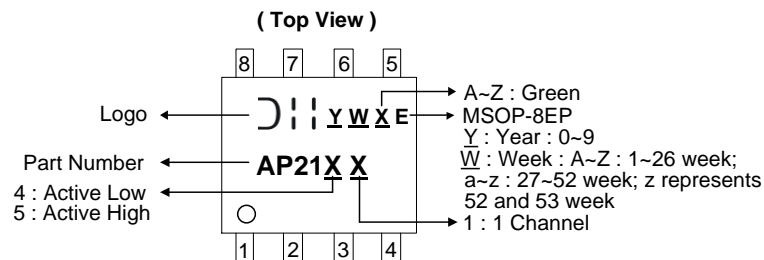 ( Top View )
8 7 6 5
Logo
Y W X E
A~Z : Green
MSOP-8EP
Y : Year : 0~9
W : Week : A~Z : 1~26 week;
a~z : 27~52 week; z represents
52 and 53 week
Part Number
AP21X X
4 : Active Low
5 : Active High
1 : 1 Channel
1 2 3 4